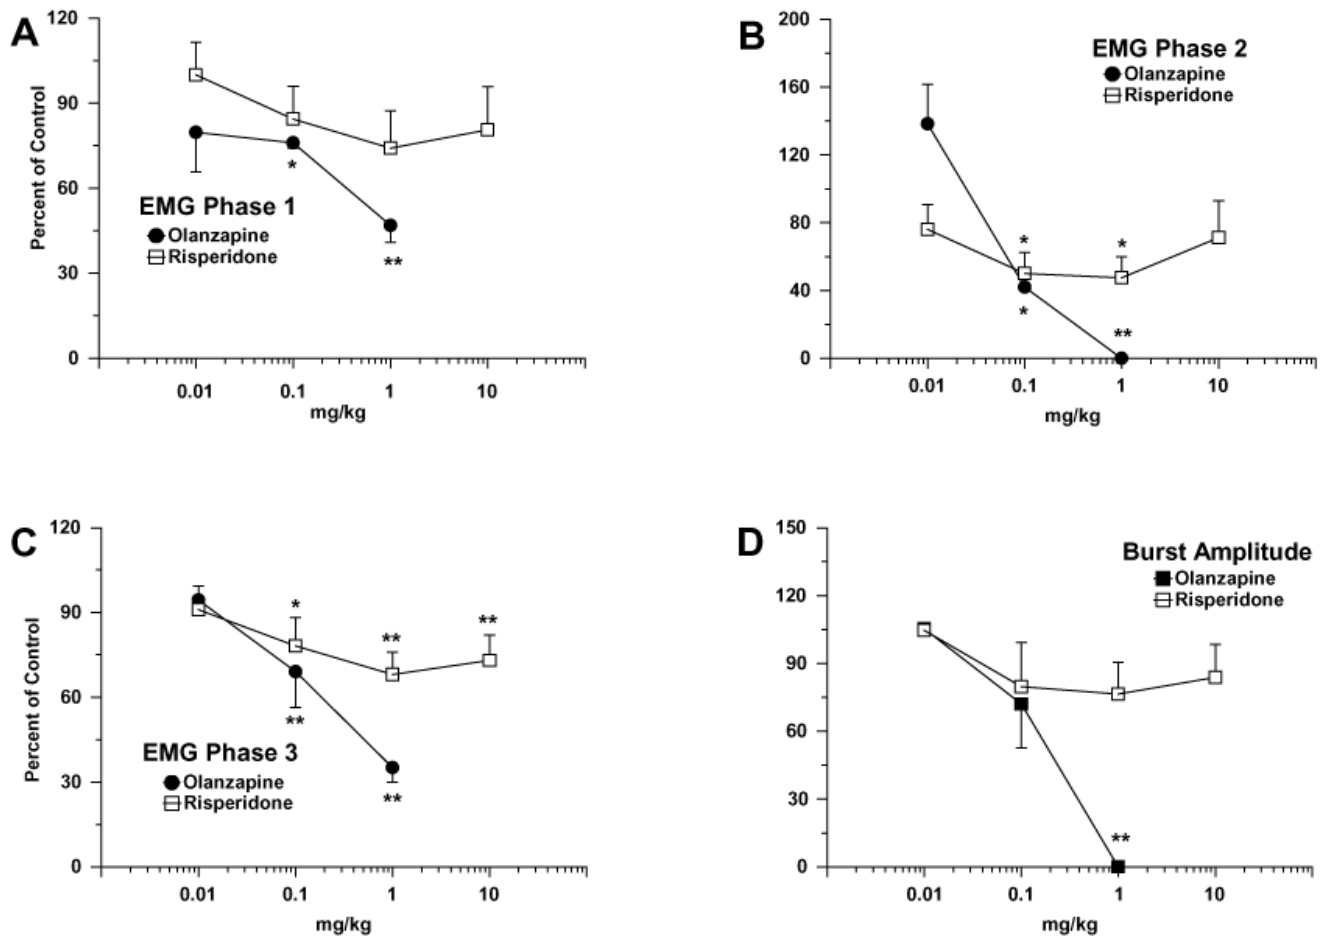 A
120
90
60
30
0
Percent of Control
*
**
EMG Phase 1
Olanzapine
Risperidone
0.01 0.1 1 10
mg/kg
B
200
160
120
80
40
0
EMG Phase 2
Olanzapine
Risperidone
* *
*
**
0.01 0.1 1 10
mg/kg
C
120
90
60
30
0
Percent of Control
* ** **
**
**
EMG Phase 3
Olanzapine
Risperidone
0.01 0.1 1 10
mg/kg
D
150
120
90
60
30
0
Burst Amplitude
Olanzapine
Risperidone
**
0.01 0.1 1 10
mg/kg